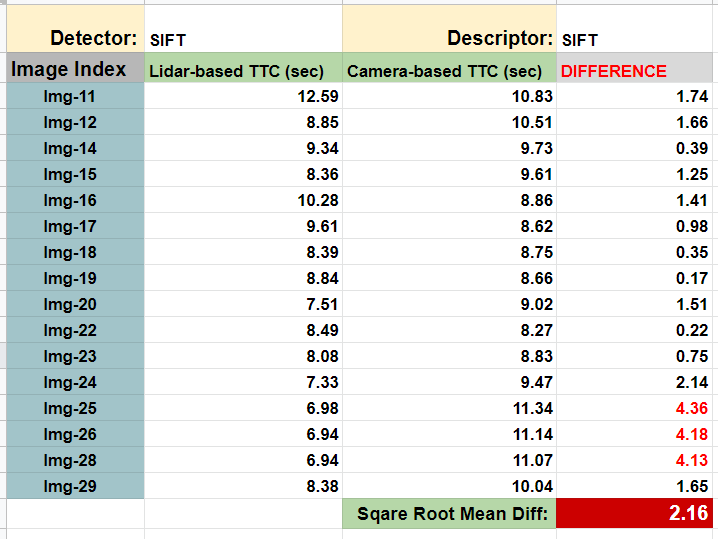 Detector: SIFT Descriptor: SIFT
Image Index Lidar-based TTC (sec) Camera-based TTC (sec) DIFFERENCE
Img-11 12.59 10.83 1.74
Img-12 8.85 10.51 1.66
Img-14 9.34 9.73 0.39
Img-15 8.36 9.61 1.25
Img-16 10.28 8.86 1.41
Img-17 9.61 8.62 0.98
Img-18 8.39 8.75 0.35
Img-19 8.84 8.66 0.17
Img-20 7.51 9.02 1.51
Img-22 8.49 8.27 0.22
Img-23 8.08 8.83 0.75
Img-24 7.33 9.47 2.14
Img-25 6.98 11.34 4.36
Img-26 6.94 11.14 4.18
Img-28 6.94 11.07 4.13
Img-29 8.38 10.04 1.65
Sqare Root Mean Diff: 2.16